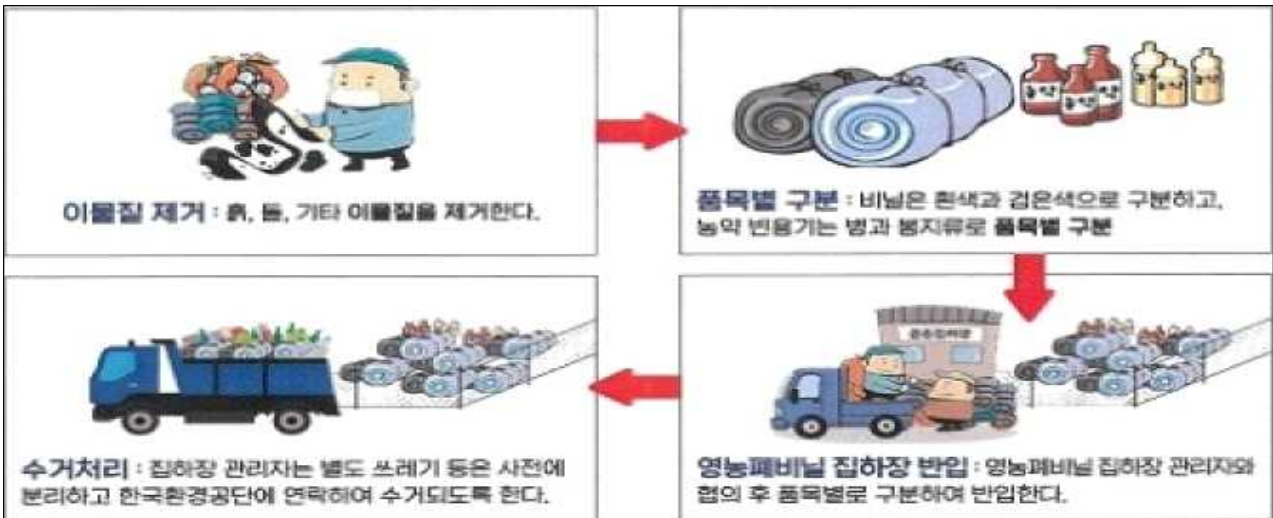 이물질 제거 : 흙, 돌, 기타 이물질을 제거한다.
품목별 구분 : 비닐은 흰색과 검은색으로 구분하고,
농약 변용기는 병과 봉지류로 품목별 구분
농약
농약
영농폐비닐 집하장 반입 : 영농폐비닐 집하장 관리자와
협의 후 품목별로 구분하여 반입한다.
수거처리 : 집하장 관리자는 별도 쓰레기 등은 사전에
분리하고 한국환경공단에 연락하여 수거되도록 한다.